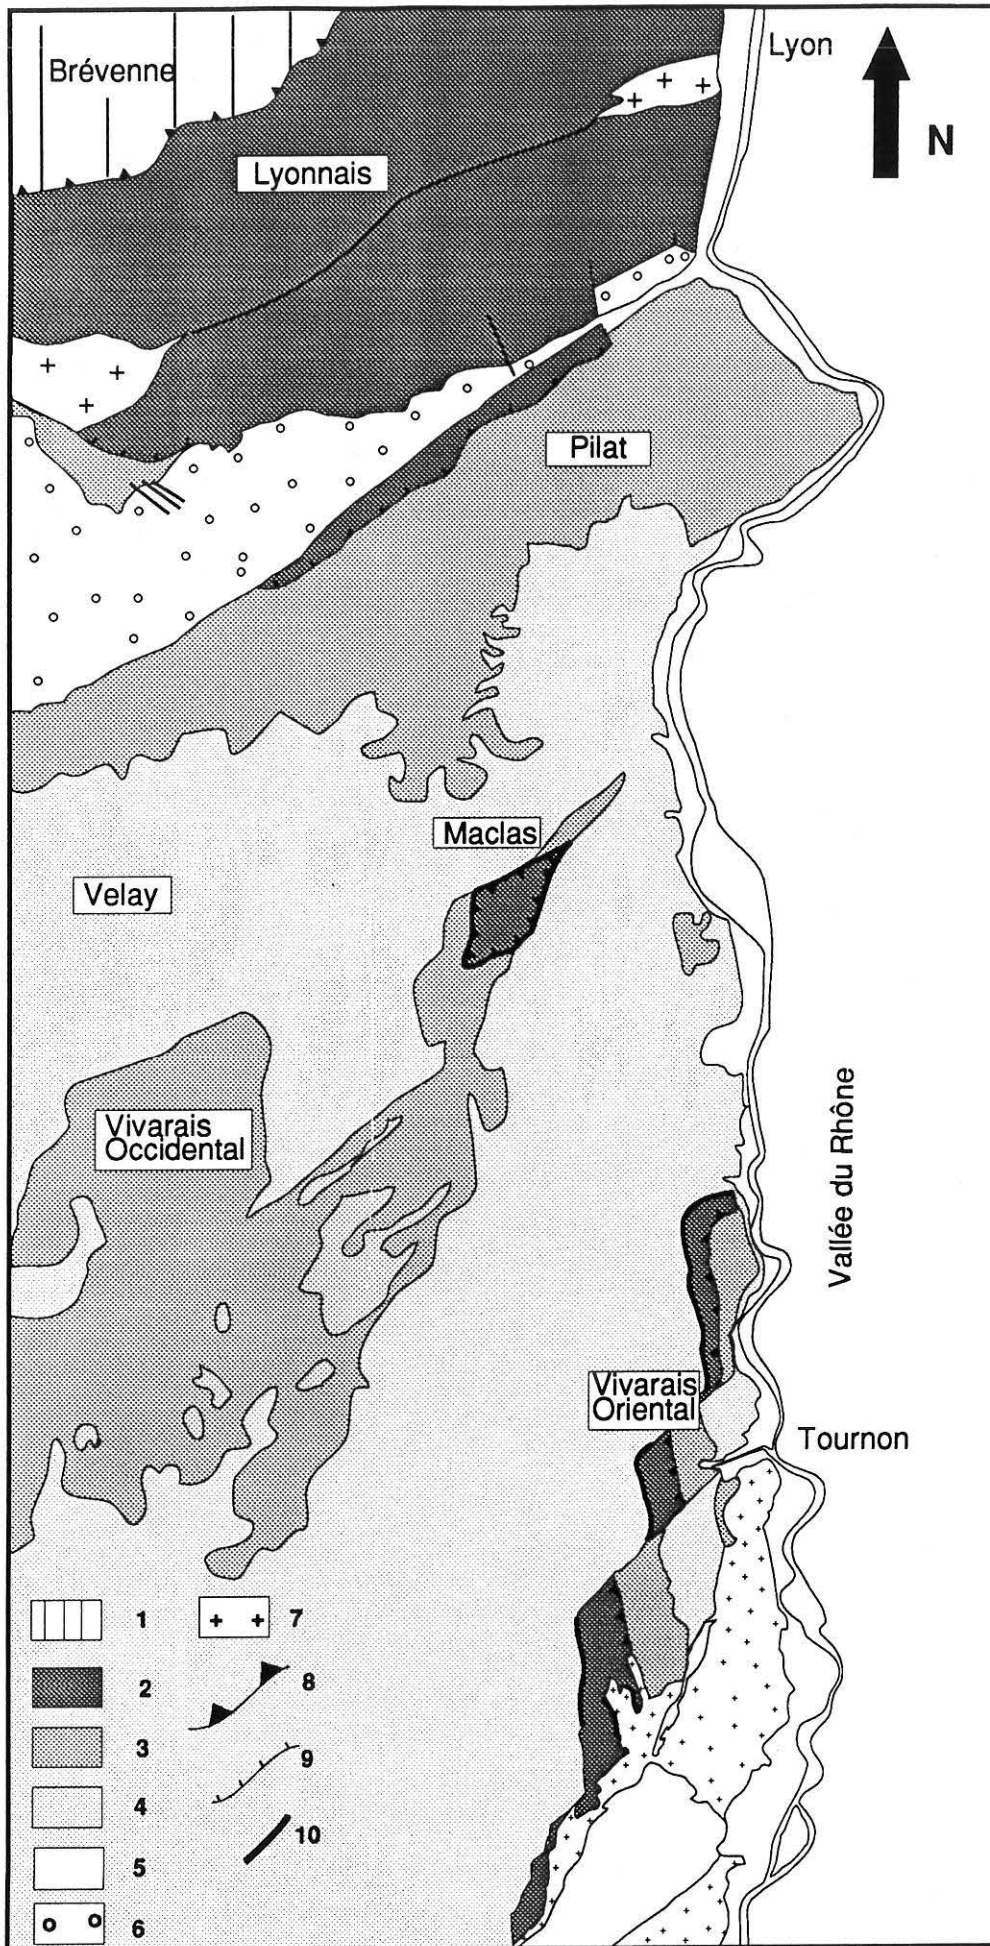 Lyon
Brévenne
N
Lyonnais
Pilat
Maclas
Velay
Vivarais
Occidental
Vallée du Rhône
Vivarais
Oriental
Tournon
1
7
2
8
3
9
4
10
5
6